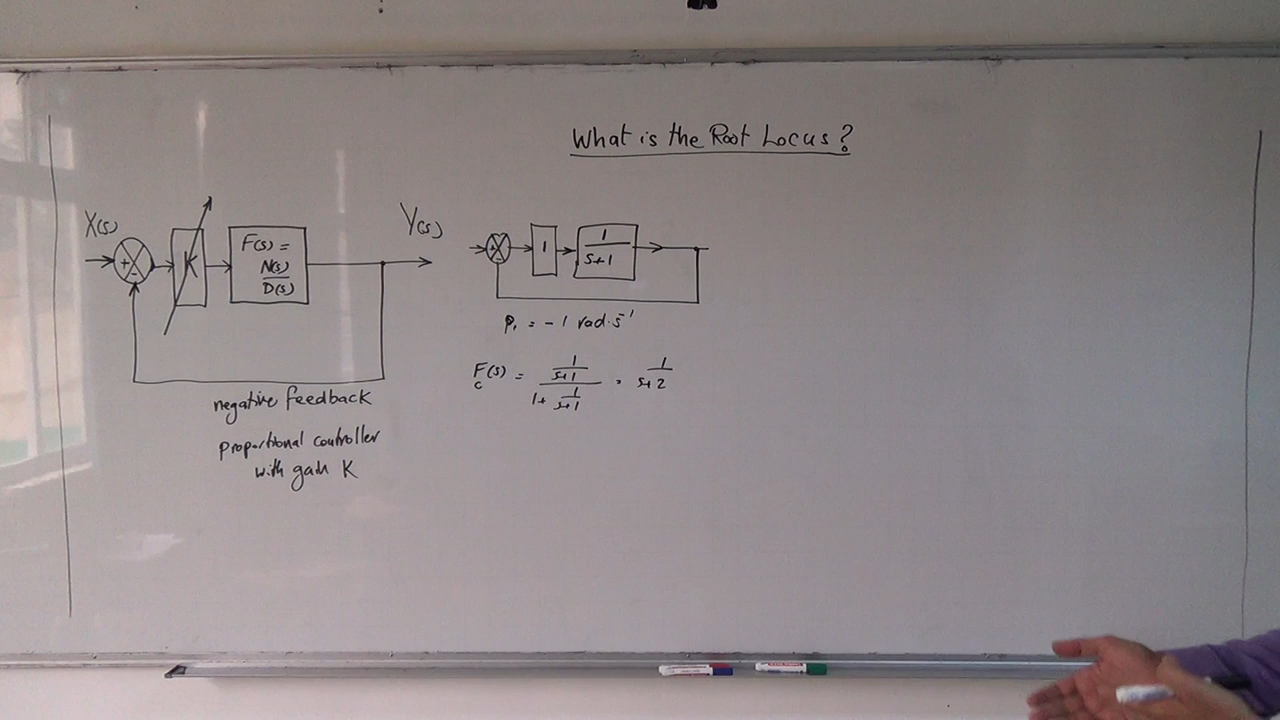 What is the Root Locus?
X(s)
+
-
K
F(s) =
N(s)
D(s)
Y(s)
negative feedback
proportional controller
with gain K
+
-
1
1
s+1
p₁ = -1 rad.s⁻¹
F(s) = 
c
1
s+1
1+ 1
s+1
= 1
s+2